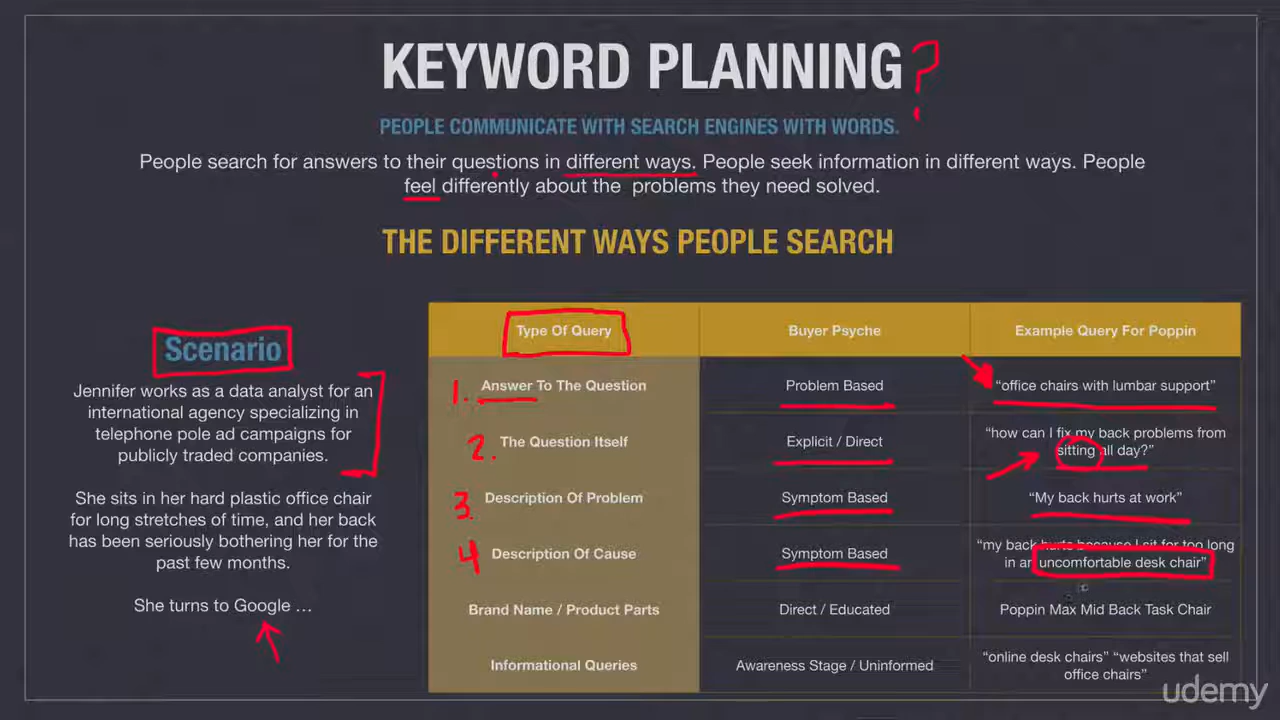 KEYWORD PLANNING?
PEOPLE COMMUNICATE WITH SEARCH ENGINES WITH WORDS.
People search for answers to their questions in different ways. People seek information in different ways. People
feel differently about the problems they need solved.
THE DIFFERENT WAYS PEOPLE SEARCH
Scenario
Jennifer works as a data analyst for an
international agency specializing in
telephone pole ad campaigns for
publicly traded companies.
She sits in her hard plastic office chair
for long stretches of time, and her back
has been seriously bothering her for the
past few months.
She turns to Google ...
Type Of Query Buyer Psyche Example Query For Poppin
1. Answer To The Question Problem Based "office chairs with lumbar support"
2. The Question Itself Explicit / Direct "how can I fix my back problems from
sitting all day?"
3. Description Of Problem Symptom Based "My back hurts at work"
4 Description Of Cause Symptom Based "my back hurts because I sit for too long
in an uncomfortable desk chair"
Brand Name / Product Parts Direct / Educated Poppin Max Mid Back Task Chair
Informational Queries Awareness Stage / Uninformed "online desk chairs" "websites that sell
office chairs"
udemy